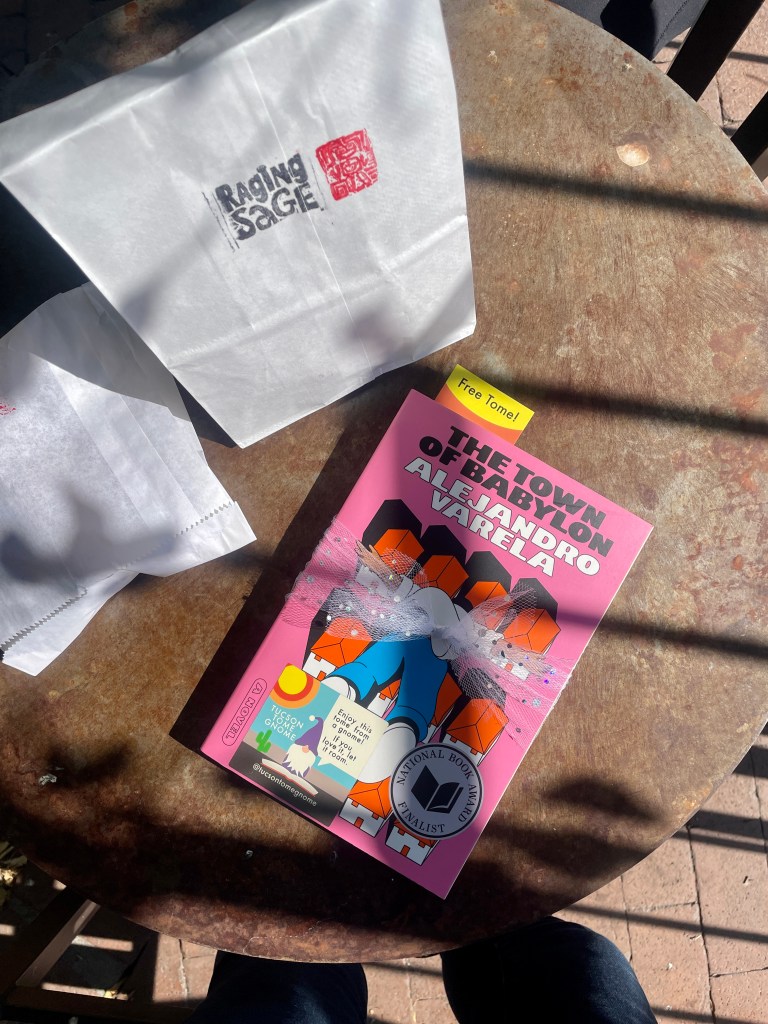 RAGING
SAGE
Free Tome!
THE TOWN
OF BABYLON
ALEJANDRO
VARELA
A NOVEL
TUCSON
TOME
GNOME
Enjoy this
tome from
a gnome!
If you
love it, let
it roam.
@tucsontomegnome
NATIONAL BOOK AWARD
FINALIST